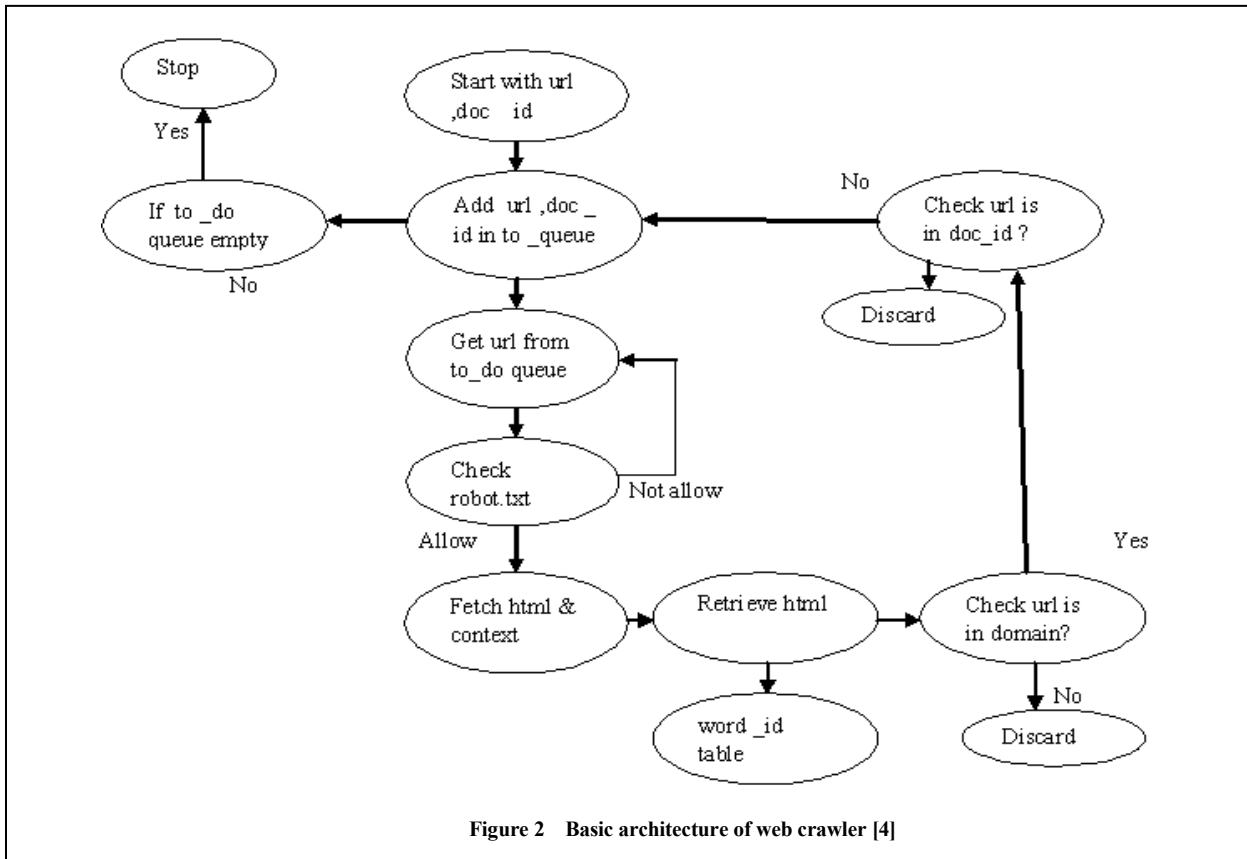 Stop
Start with url
,doc _ id
Yes
If to _do
queue empty
No
Add url ,doc _
id in to _queue
No
Check url is
in doc_id ?
Discard
Get url from
to_do queue
Check
robot.txt
Not allow
Allow
Yes
Fetch html &
context
Retrieve html
Check url is
in domain?
No
word _id
table
Discard
Figure 2 Basic architecture of web crawler [4]